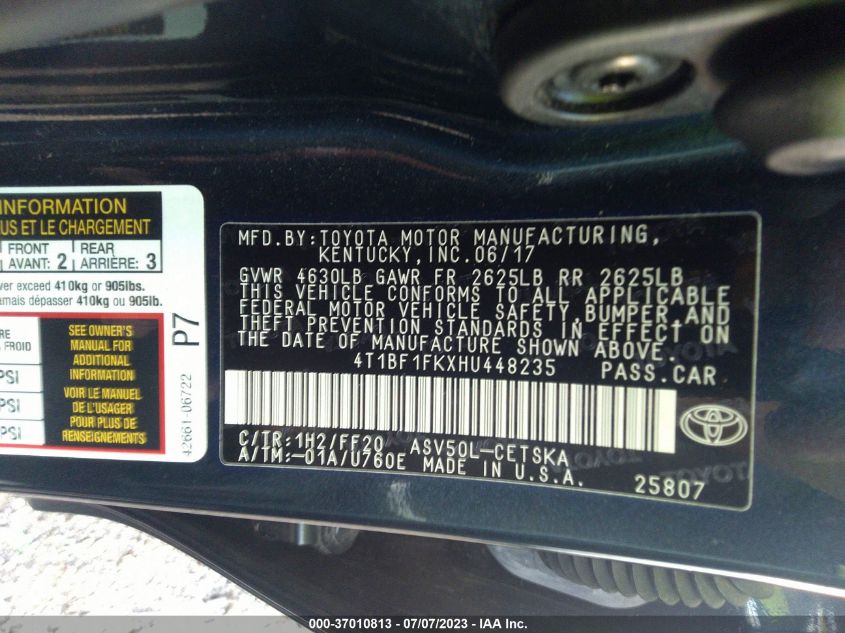 INFORMATION
US ET LE CHARGEMENT
FRONT REAR
AVANT: 2 ARRIÈRE: 3
ver exceed 410kg or 905lbs.
amais dépasser 410kg ou 905lb.
RE
FROID
PSI
PSI
PSI
SEE OWNER'S
MANUAL FOR
ADDITIONAL
INFORMATION
VOIR LE MANUEL
DE L'USAGER
POUR PLUS DE
RENSEIGNEMENTS
P7
42661-06722
MFD.BY:TOYOTA MOTOR MANUFACTURING,
KENTUCKY, INC.06/17
GVWR 4630LB GAWR FR 2625LB RR 2625LB
THIS VEHICLE CONFORMS TO ALL APPLICABLE
FEDERAL MOTOR VEHICLE SAFETY,BUMPER,AND
THEFT PREVENTION STANDARDS IN EFFECT ON
THE DATE OF MANUFACTURE SHOWN ABOVE.
4T1BF1FKXHU448235 PASS.CAR
C/TR:1H2/FF20 ASV50L-CETSKA
A/TM:-01A/U760E MADE IN U.S.A.
25807
TOYOTA
000-37010813 - 07/07/2023 - IAA Inc.